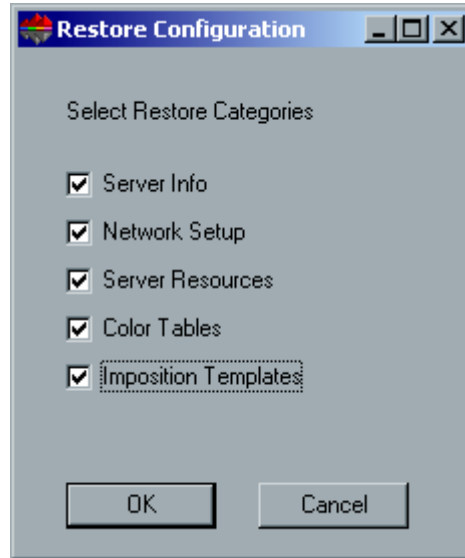 Restore Configuration
Select Restore Categories
Server Info
Network Setup
Server Resources
Color Tables
Imposition Templates
OK Cancel